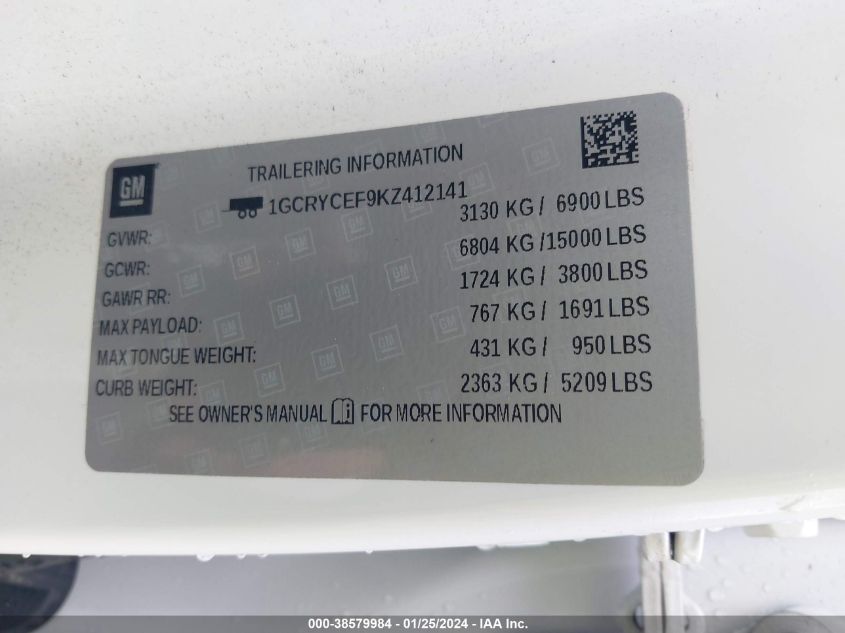 GM
TRAILERING INFORMATION
1GCRYCEF9KZ412141
GVWR: 3130 KG / 6900 LBS
GCWR: 6804 KG / 15000 LBS
GAWR RR: 1724 KG / 3800 LBS
MAX PAYLOAD: 767 KG / 1691 LBS
MAX TONGUE WEIGHT: 431 KG / 950 LBS
CURB WEIGHT: 2363 KG / 5209 LBS
SEE OWNER'S MANUAL FOR MORE INFORMATION
000-38579984 - 01/25/2024 - IAA Inc.